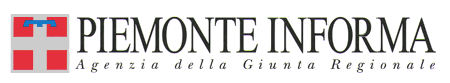 PIEMONTE INFORMA
Agenzia della Giunta Regionale